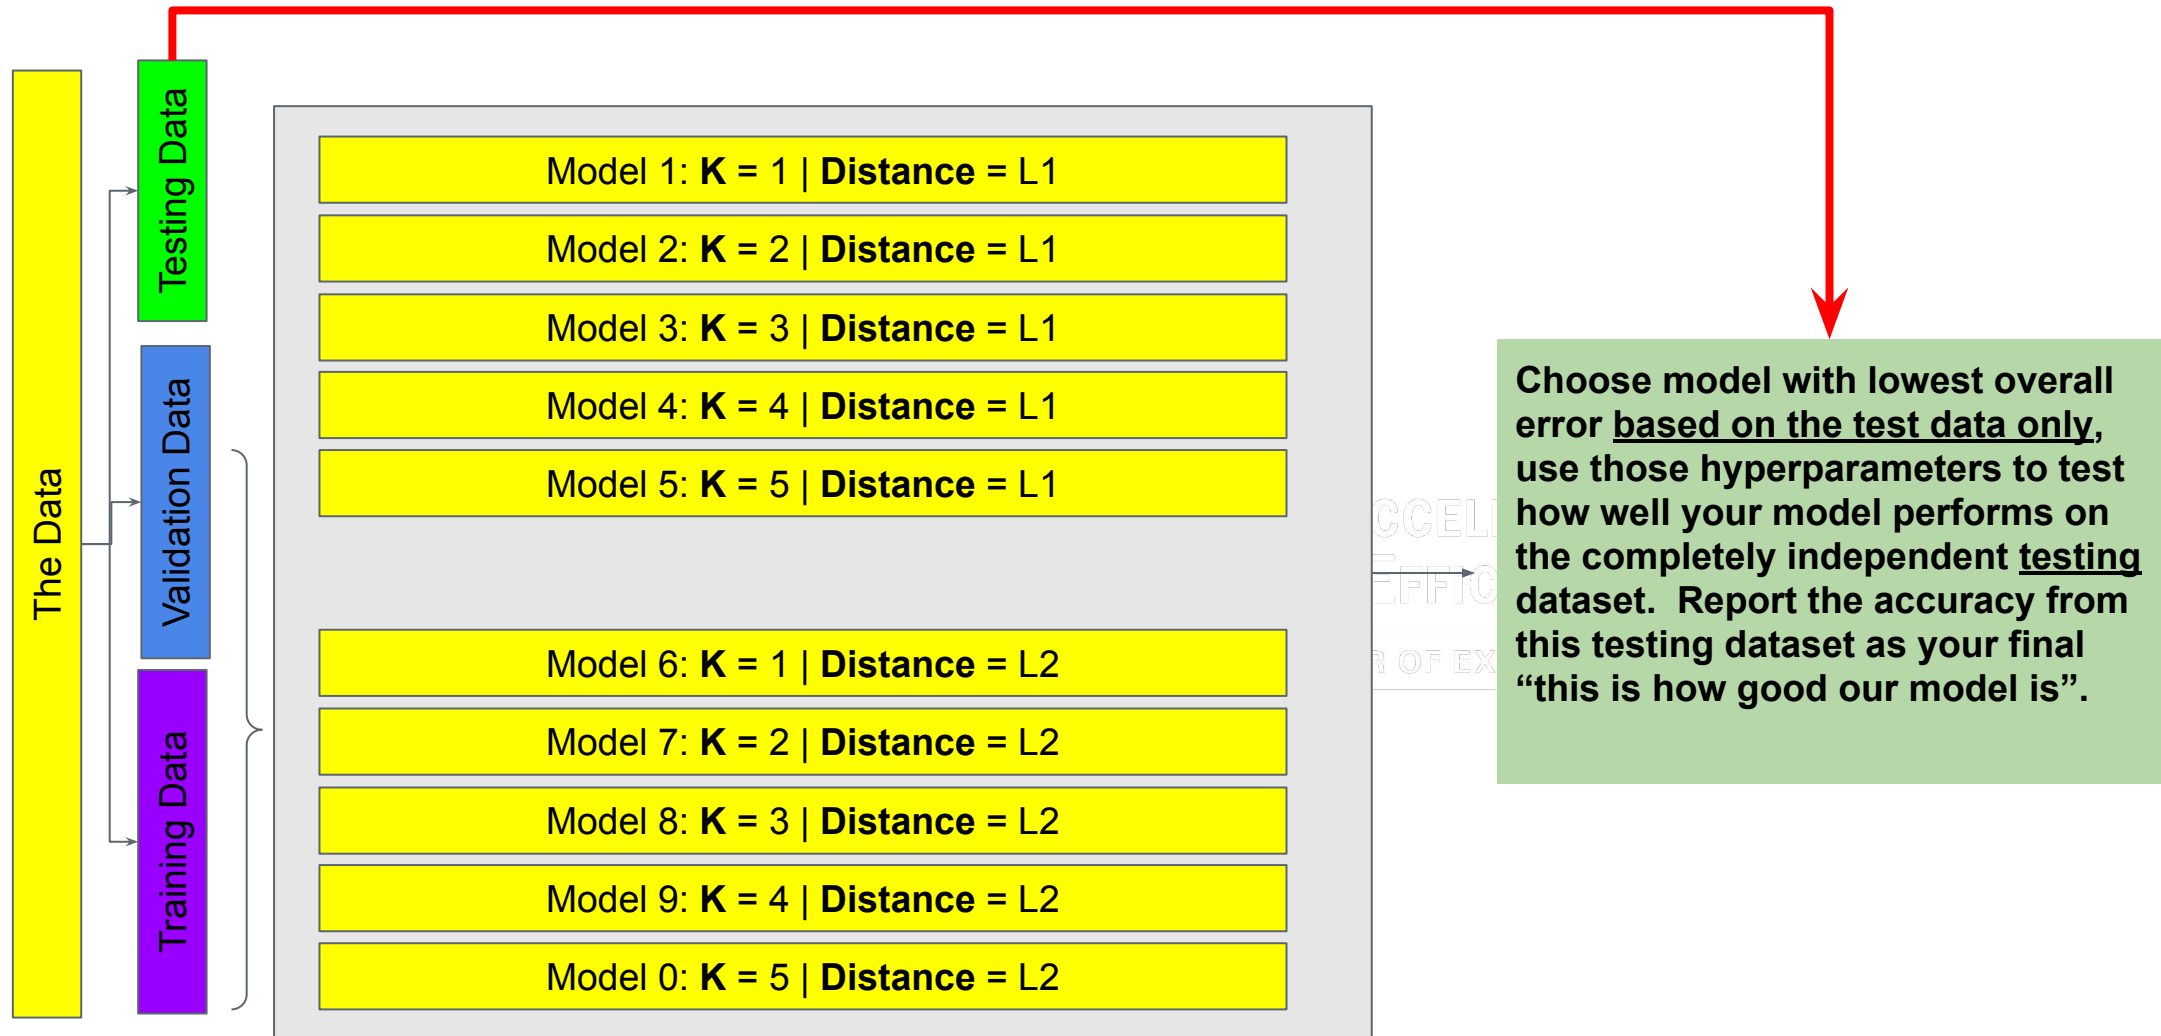 The Data
Testing Data
Validation Data
Training Data
Model 1: K = 1 | Distance = L1
Model 2: K = 2 | Distance = L1
Model 3: K = 3 | Distance = L1
Model 4: K = 4 | Distance = L1
Model 5: K = 5 | Distance = L1
Model 6: K = 1 | Distance = L2
Model 7: K = 2 | Distance = L2
Model 8: K = 3 | Distance = L2
Model 9: K = 4 | Distance = L2
Model 0: K = 5 | Distance = L2
Choose model with lowest overall
error based on the test data only,
use those hyperparameters to test
how well your model performs on
the completely independent testing
dataset. Report the accuracy from
this testing dataset as your final
“this is how good our model is”.